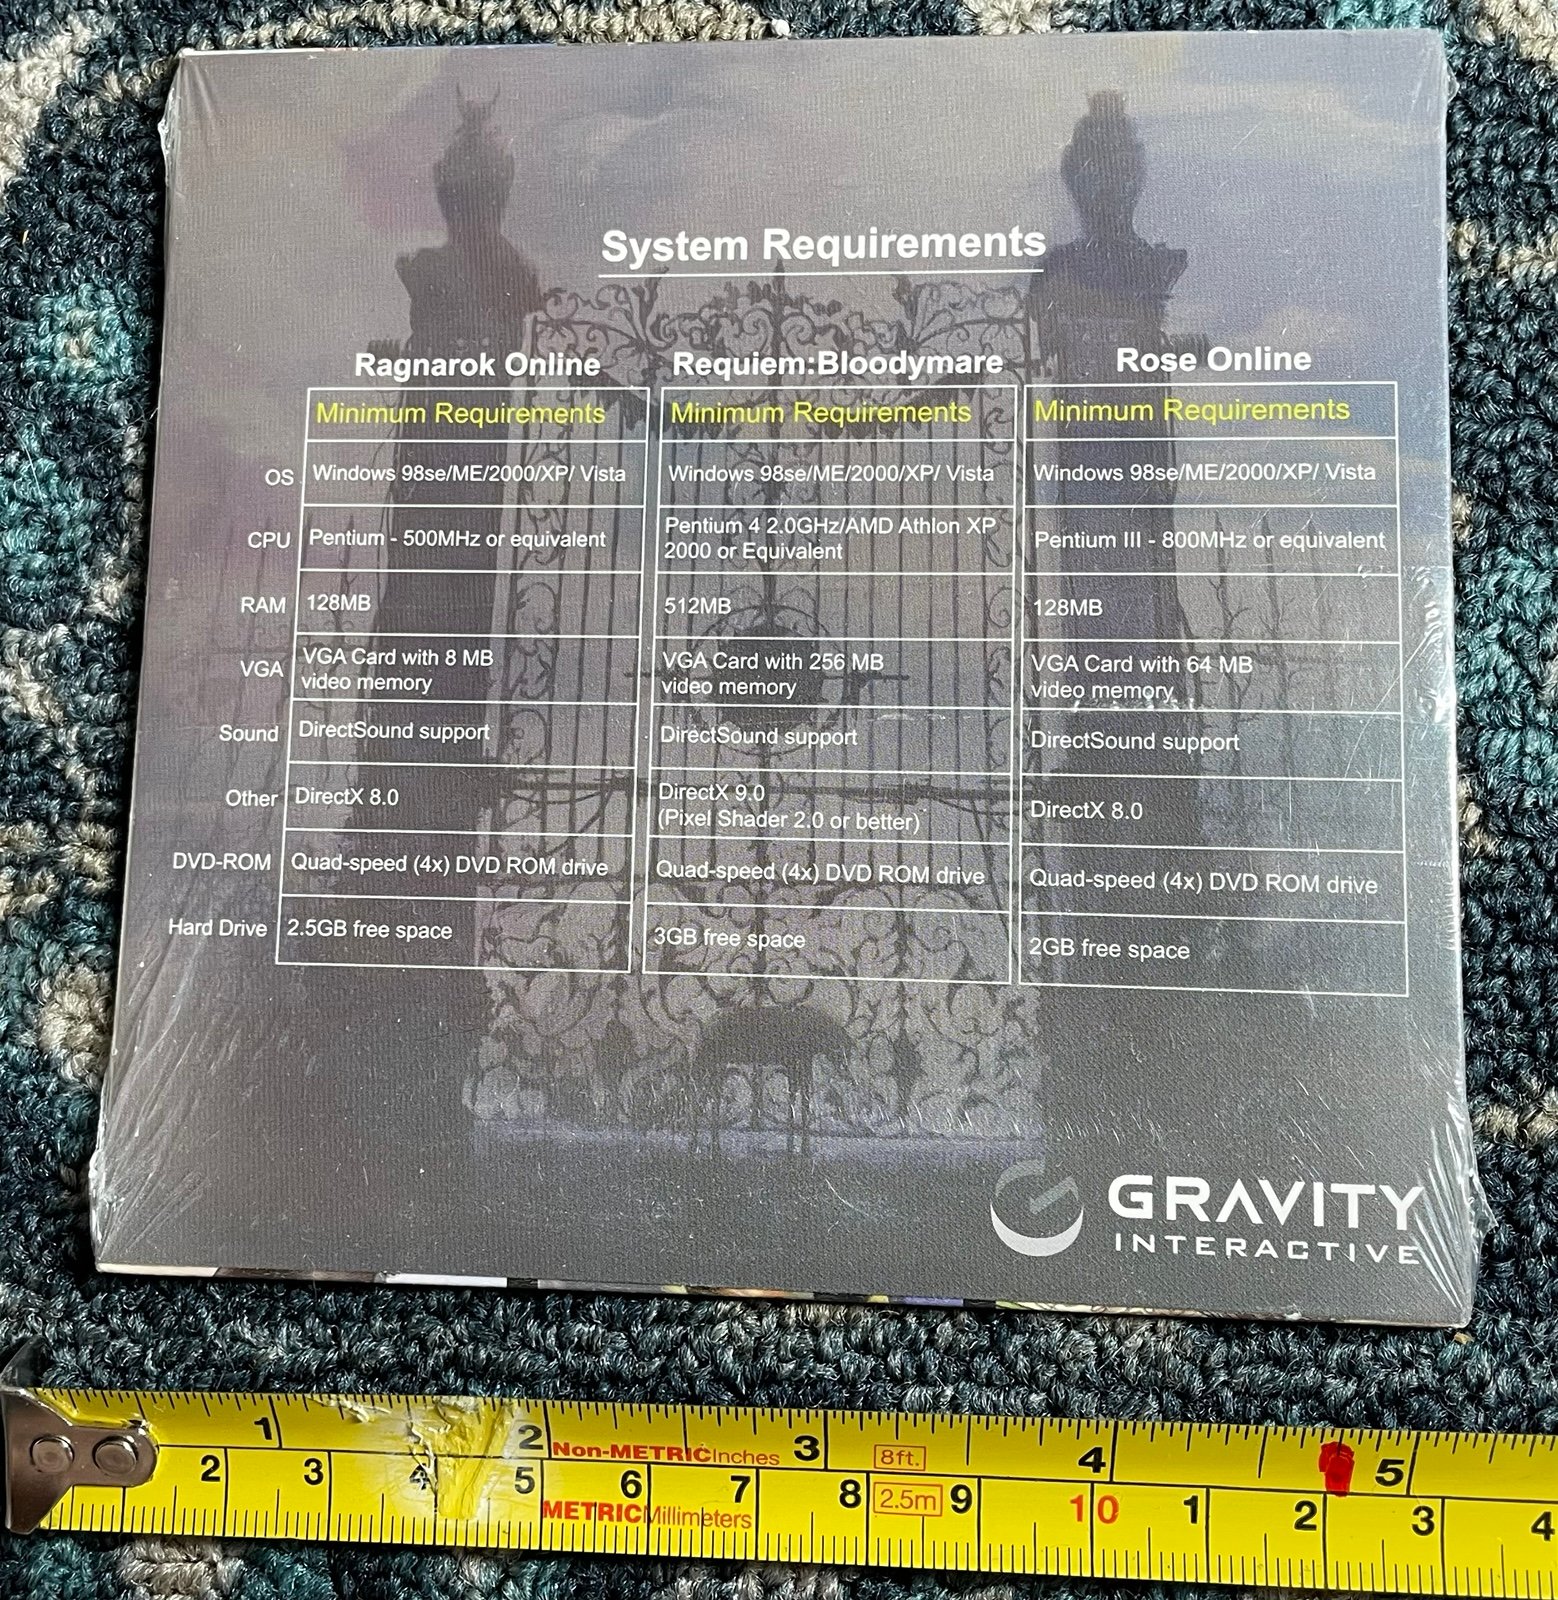 System Requirements
Ragnarok Online Requiem:Bloodymare Rose Online
Minimum Requirements Minimum Requirements Minimum Requirements
OS Windows 98se/ME/2000/XP/ Vista Windows 98se/ME/2000/XP/ Vista Windows 98se/ME/2000/XP/ Vista
CPU Pentium - 500MHz or equivalent Pentium 4 2.0GHz/AMD Athlon XP 2000 or Equivalent Pentium III - 800MHz or equivalent
RAM 128MB 512MB 128MB
VGA VGA Card with 8 MB video memory VGA Card with 256 MB video memory VGA Card with 64 MB video memory
Sound DirectSound support DirectSound support DirectSound support
Other DirectX 8.0 DirectX 9.0 (Pixel Shader 2.0 or better) DirectX 8.0
DVD-ROM Quad-speed (4x) DVD ROM drive Quad-speed (4x) DVD ROM drive Quad-speed (4x) DVD ROM drive
Hard Drive 2.5GB free space 3GB free space 2GB free space
G GRAVITY
INTERACTIVE
1 2 Non-METRIC Inches 3 8ft. 4 5
2 3 4 5 6 7 8 2.5m 9 10 1 2 3 4
METRIC Millimeters